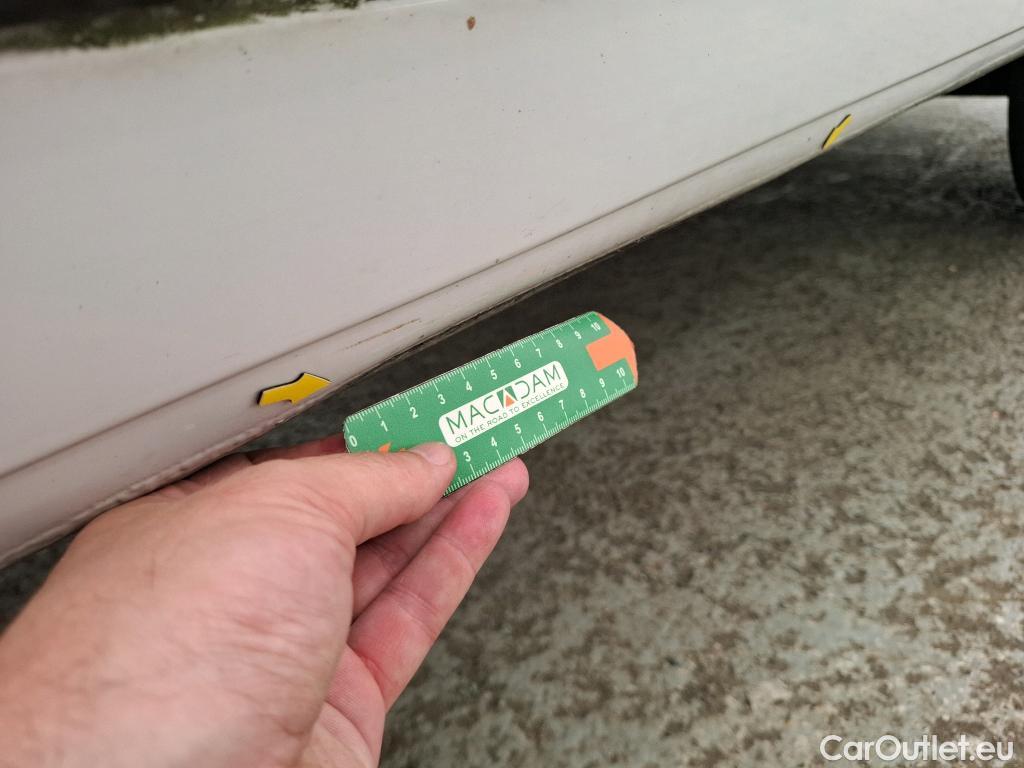 0 1 2 3 4 5 6 7 8 9 10
MACADAM
ON THE ROAD TO EXCELLENCE
3 4 5 6 7 8 9 10
CarOutlet.eu